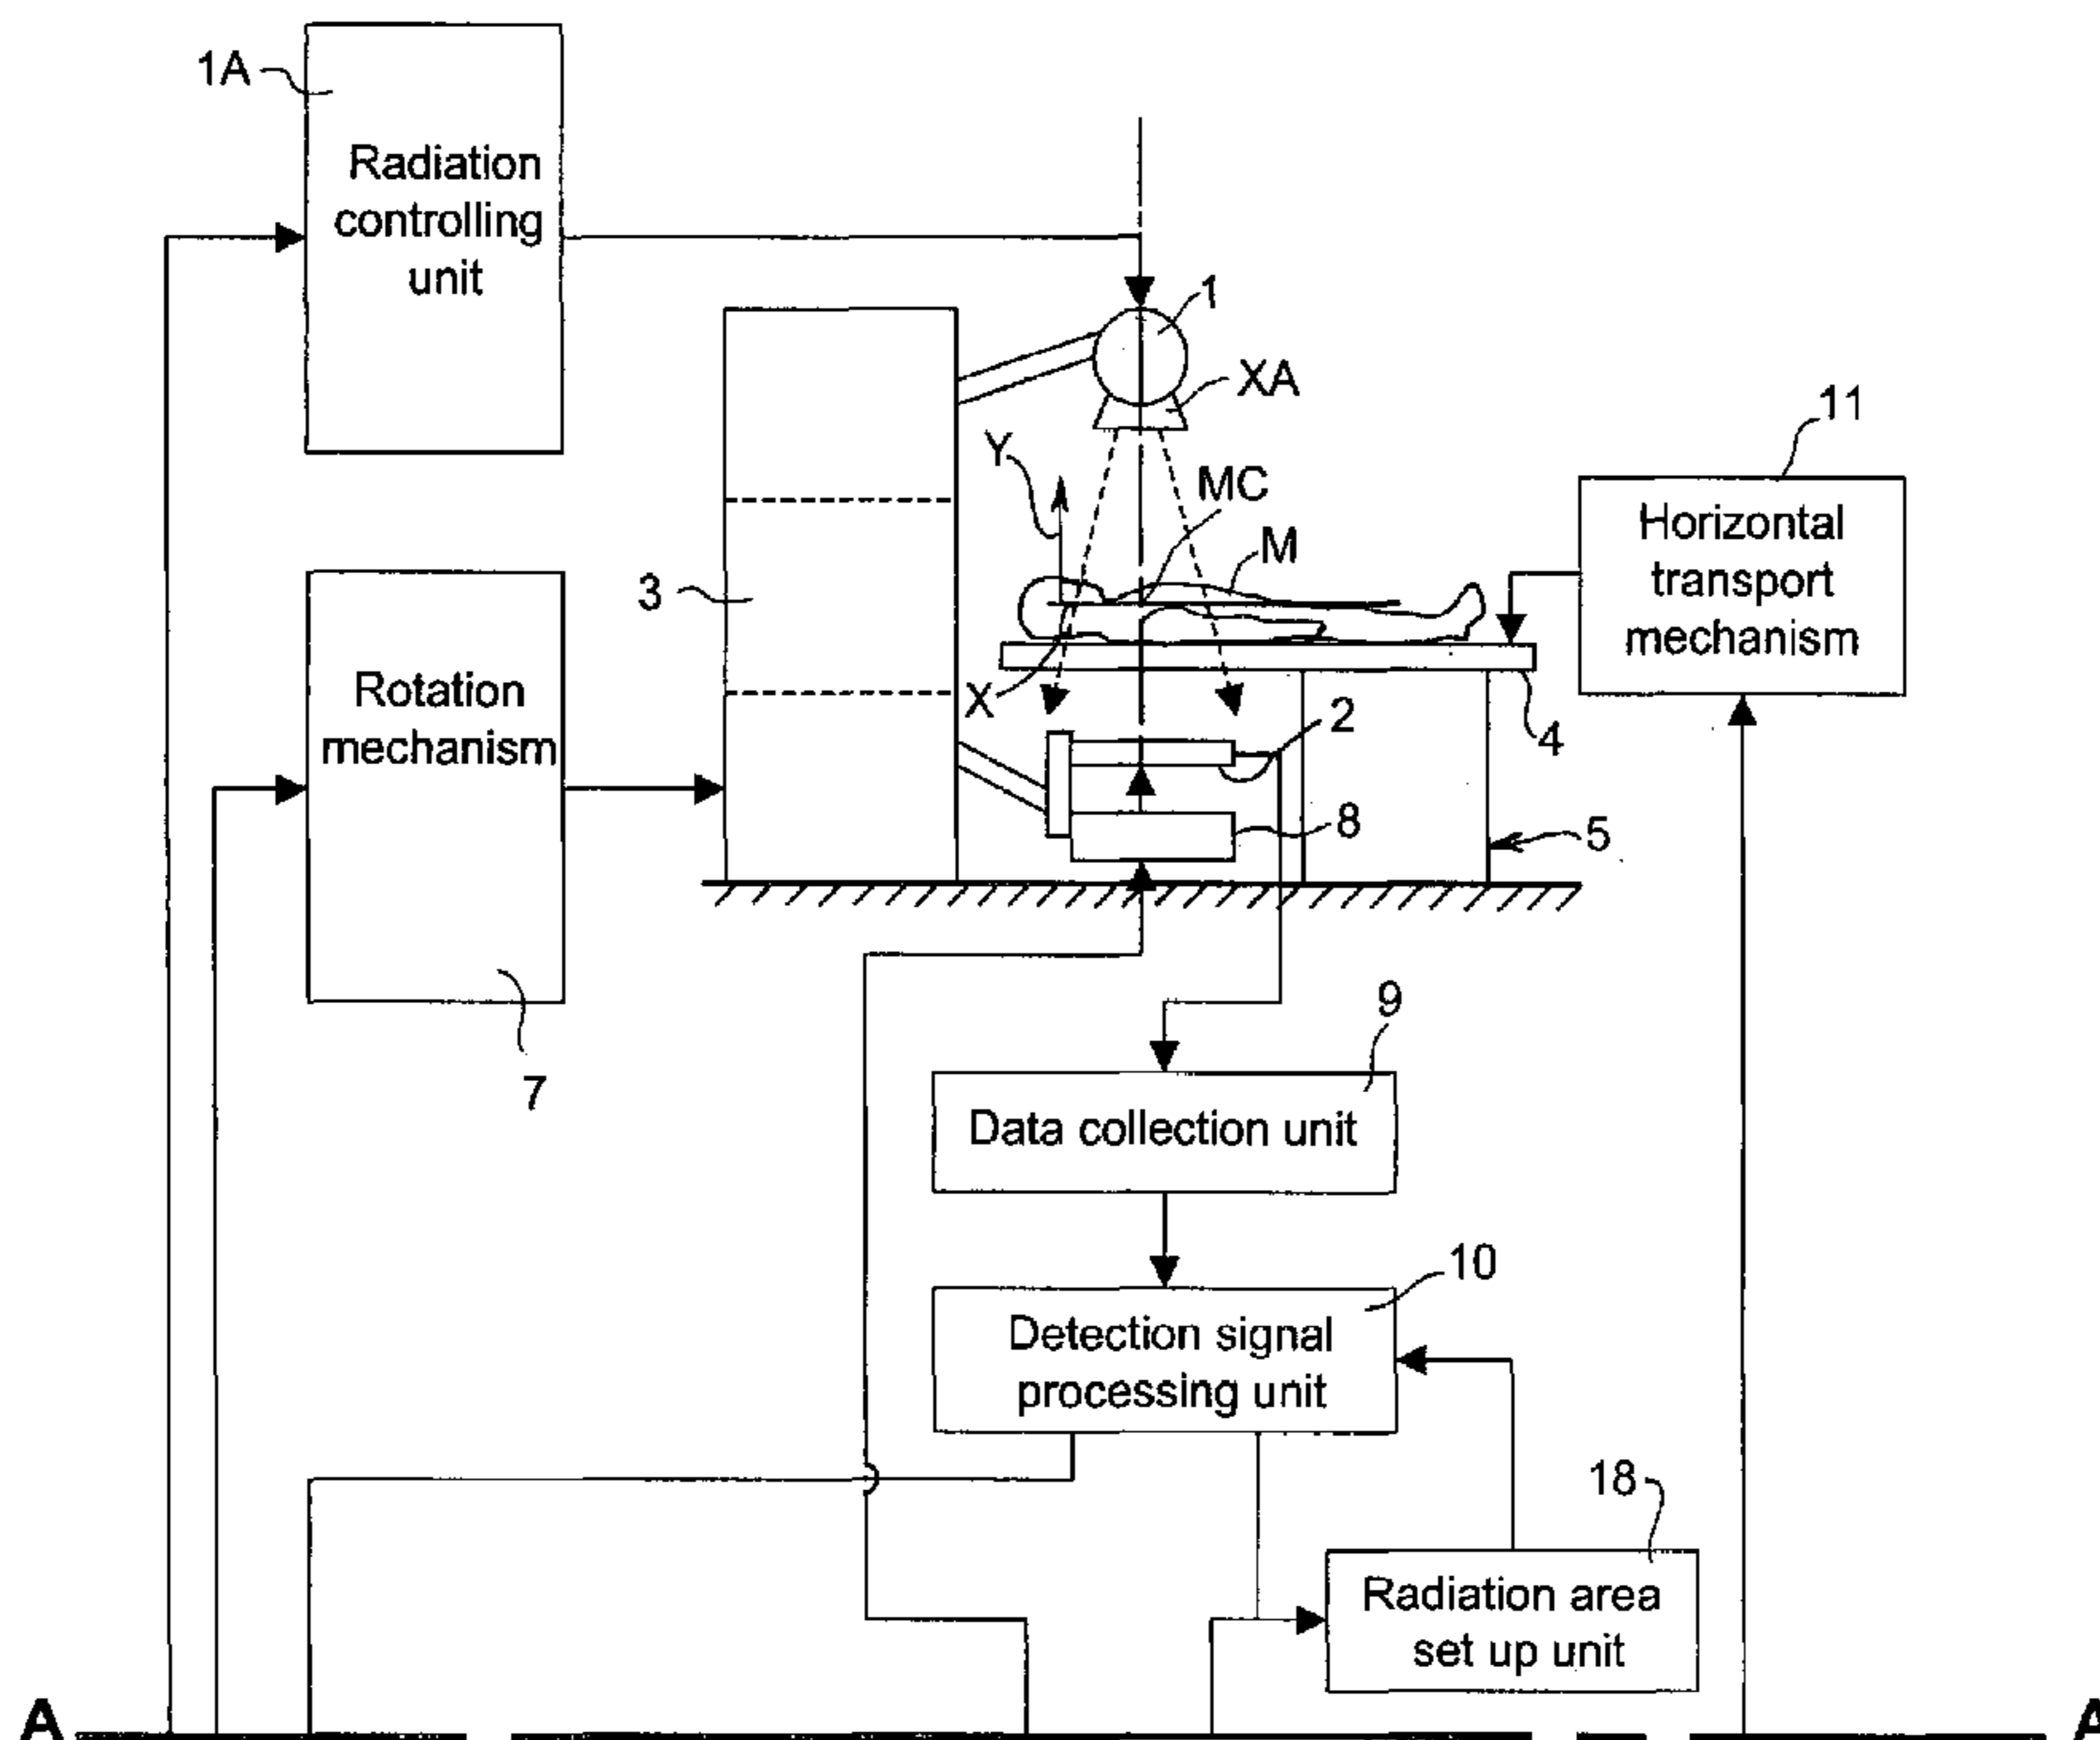 1A
Radiation
controlling
unit
1
XA
Y
MC
M
11
Horizontal
transport
mechanism
3
Rotation
mechanism
X
2
4
8
5
7
9
Data collection unit
10
Detection signal
processing unit
18
Radiation area
set up unit
A
A